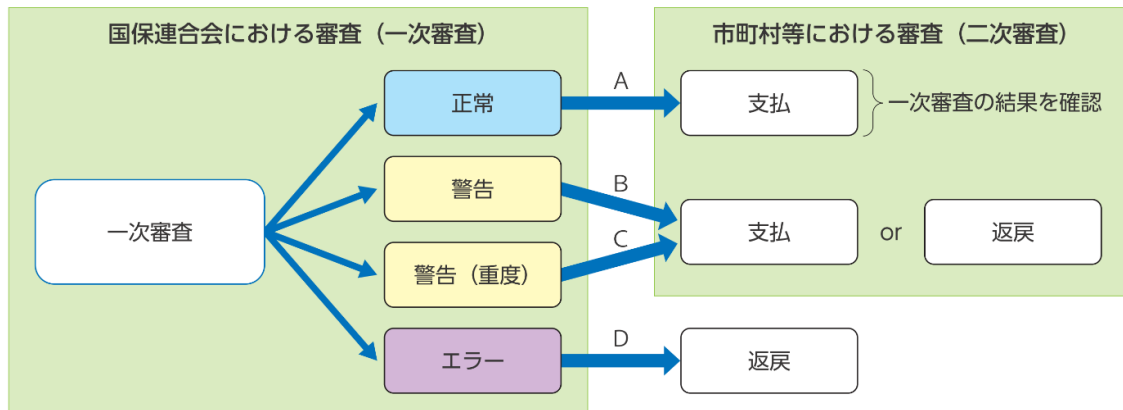 国保連合会における審査（一次審査）
市町村等における審査（二次審査）
一次審査
正常
警告
警告（重度）
エラー
A
B
C
D
支払
一次審査の結果を確認
支払
or
返戻
返戻